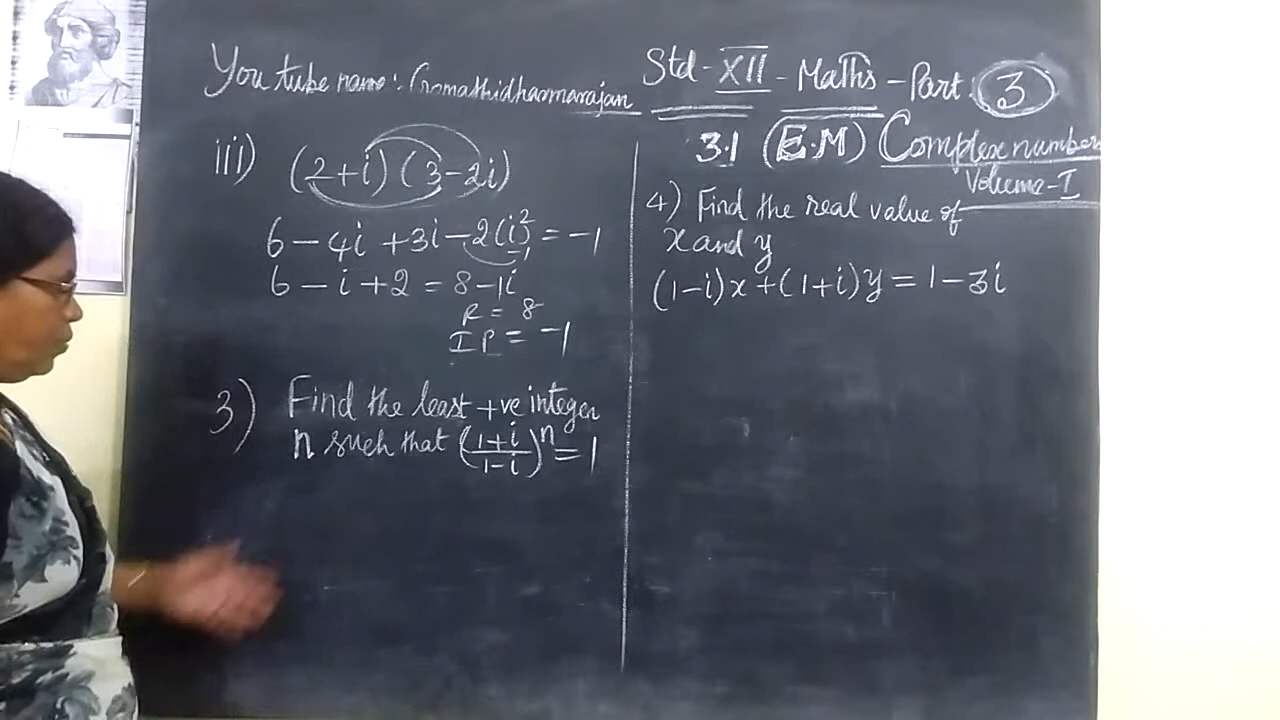 You tube name: Gomathidharmarajan
Std-XII - Maths - Part. 3
3.1 (E.M) Complex numbers
Volume-I
iii) (2+i) (3-2i)
6 - 4i + 3i - 2(i)² = -1
-1
6 - i + 2 = 8 - 1i
R = 8
IP = -1
3) Find the least +ve integer
n such that ((1+i)/(1-i))ⁿ = 1
4) Find the real value of
x and y
(1-i)x + (1+i)y = 1-3i